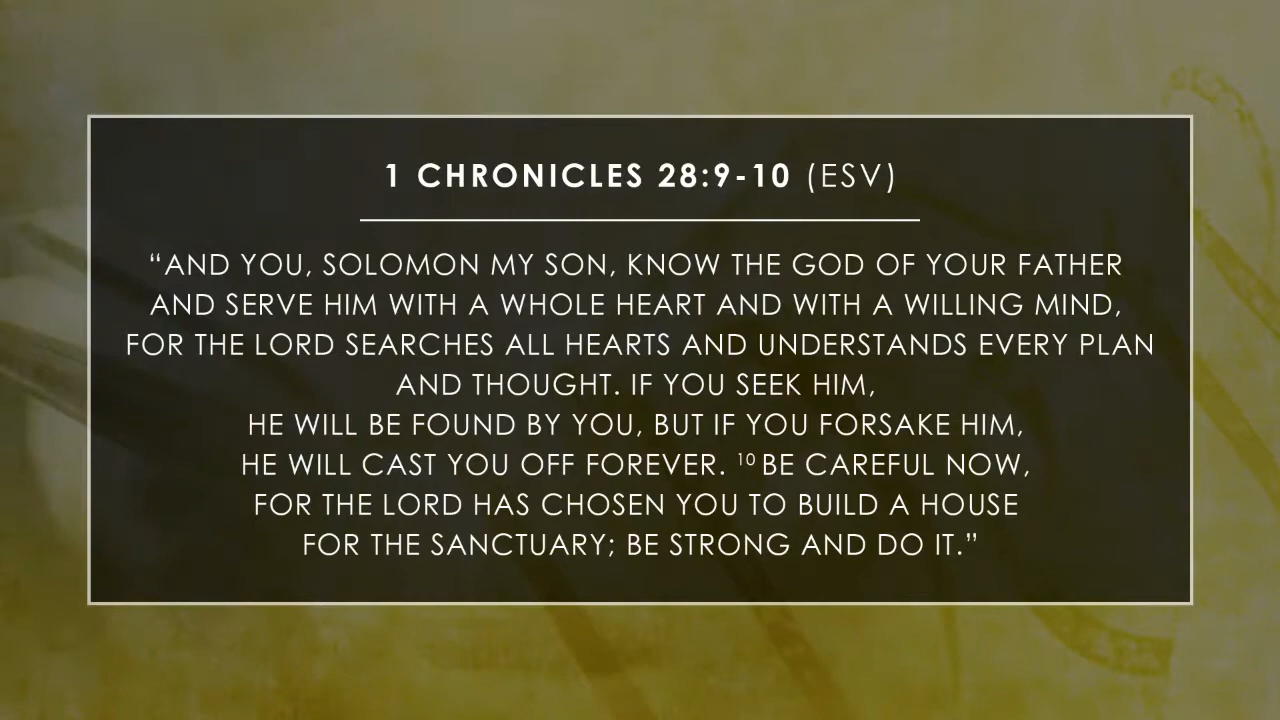 1 CHRONICLES 28:9-10 (ESV)
“AND YOU, SOLOMON MY SON, KNOW THE GOD OF YOUR FATHER
AND SERVE HIM WITH A WHOLE HEART AND WITH A WILLING MIND,
FOR THE LORD SEARCHES ALL HEARTS AND UNDERSTANDS EVERY PLAN
AND THOUGHT. IF YOU SEEK HIM,
HE WILL BE FOUND BY YOU, BUT IF YOU FORSAKE HIM,
HE WILL CAST YOU OFF FOREVER. ¹⁰ BE CAREFUL NOW,
FOR THE LORD HAS CHOSEN YOU TO BUILD A HOUSE
FOR THE SANCTUARY; BE STRONG AND DO IT.”